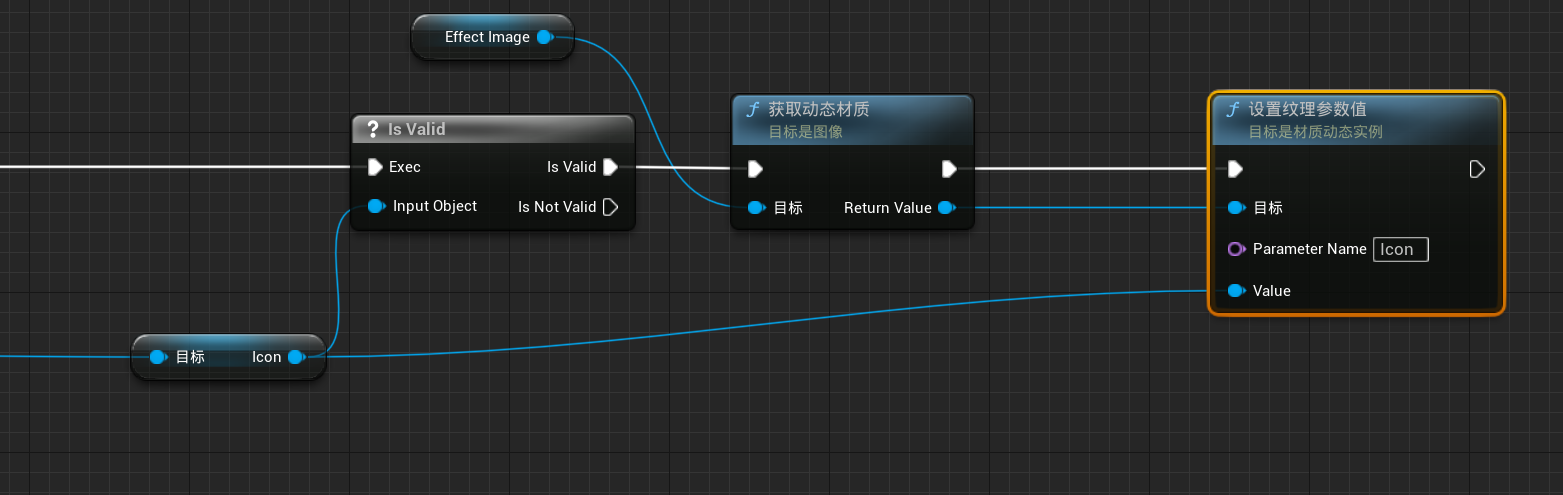 Effect Image
? Is Valid
Exec
Is Valid
Input Object
Is Not Valid
f 获取动态材质
目标是图像
目标
Return Value
f 设置纹理参数值
目标是材质动态实例
目标
Parameter Name Icon
Value
目标
Icon